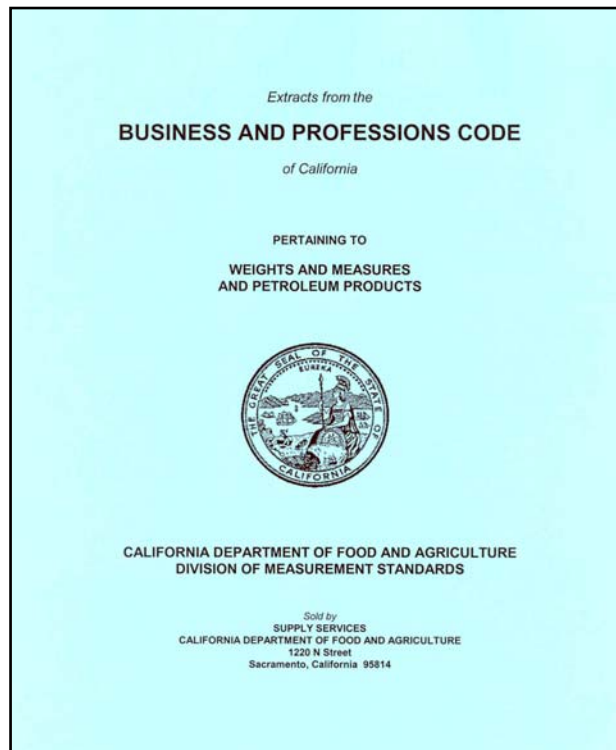 Extracts from the
BUSINESS AND PROFESSIONS CODE
of California
PERTAINING TO
WEIGHTS AND MEASURES
AND PETROLEUM PRODUCTS
THE GREAT SEAL OF THE STATE OF CALIFORNIA
EUREKA
CALIFORNIA DEPARTMENT OF FOOD AND AGRICULTURE
DIVISION OF MEASUREMENT STANDARDS
Sold by
SUPPLY SERVICES
CALIFORNIA DEPARTMENT OF FOOD AND AGRICULTURE
1220 N Street
Sacramento, California 95814